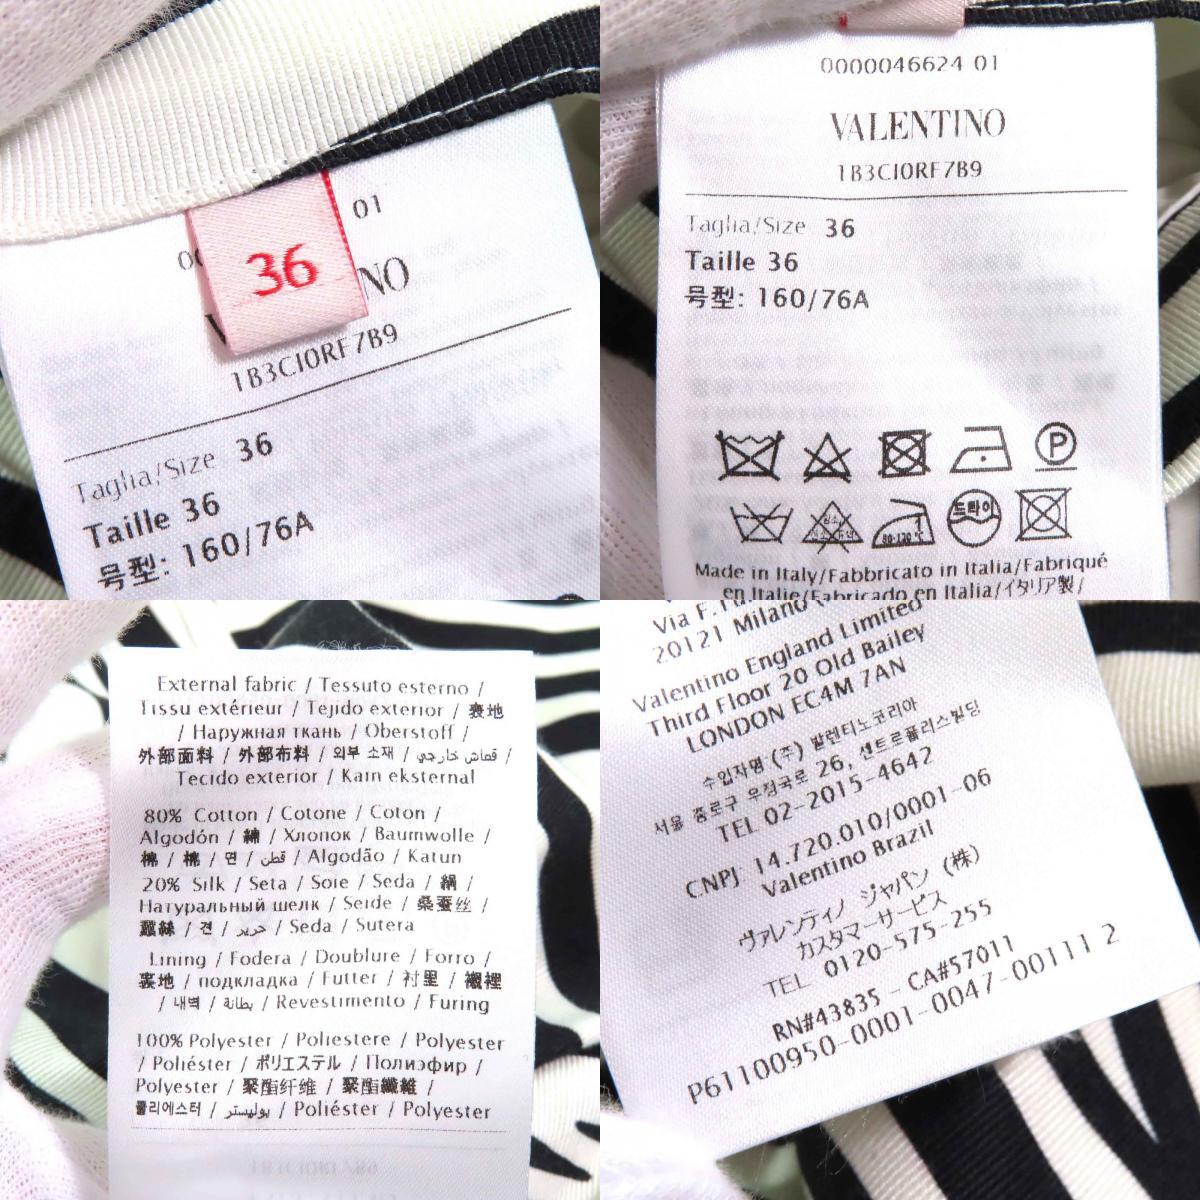 01
36
NO
1B3CI0RF7B9
Taglia/Size 36
Taille 36
号型: 160/76A
0000046624 01
VALENTINO
1B3CI0RF7B9
Taglia/Size 36
Taille 36
号型: 160/76A
P
드라이
80-120℃
Made in Italy/Fabbricato in Italia/Fabriqué
en Italie/Fabricado en Italia/イタリア製/
External fabric / Tessuto esterno /
Tissu extérieur / Tejido exterior / 表地
/ Наружная ткань / Oberstoff /
外部面料 / 外部布料 / 외부 소재 / قماش خارجي /
Tecido exterior / Kain eksternal
80% Cotton / Cotone / Coton /
Algodón / 綿 / Хлопок / Baumwolle /
棉 / 棉 / 면 / قطن / Algodão / Katun
20% Silk / Seta / Soie / Seda / 絹 /
Натуральный шелк / Seide / 桑蚕丝 /
蠶絲 / 견 / حرير / Seda / Sutera
Lining / Fodera / Doublure / Forro /
裏地 / подкладка / Futter / 衬里 / 襯裡
/ 내벽 / بطانة / Revestimento / Furing
100% Polyester / Poliestere / Polyester
/ Poliéster / ポリエステル / Полиэфир /
Polyester / 聚酯纤维 / 聚酯纖維 /
폴리에스터 / بوليستر / Poliéster / Polyester
Via F.
20121 Milano
Valentino England Limited
Third Floor 20 Old Bailey
LONDON EC4M 7AN
수입자명 (주) 발렌티노코리아
서울 종로구 우정국로 26, 센트로폴리스빌딩
TEL 02-2015-4642
CNPJ: 14.720.010/0001-06
Valentino Brazil
ヴァレンティノ ジャパン (株)
カスタマーサービス
TEL 0120-575-255
RN#43835 - CA#57011
P61100950-0001-0047-00111 2